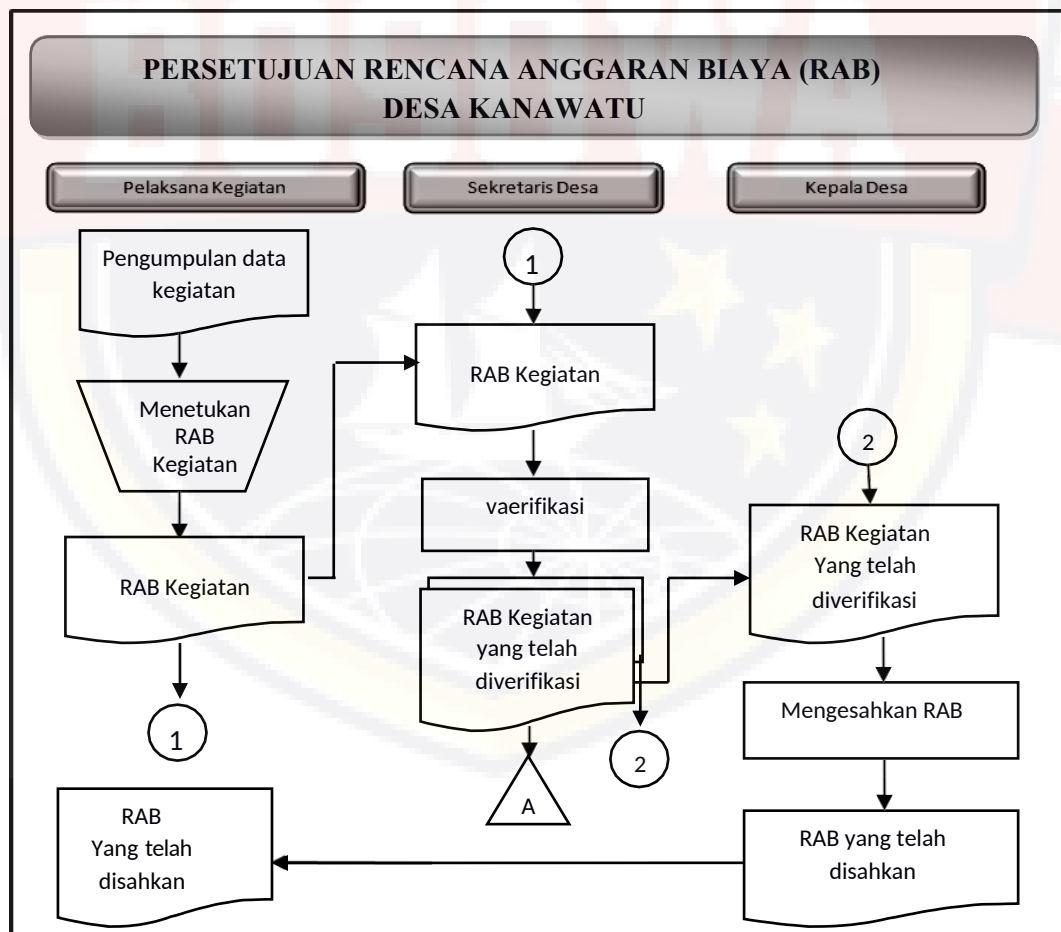 PERSETUJUAN RENCANA ANGGARAN BIAYA (RAB)
DESA KANAWATU
Pelaksana Kegiatan
Sekretaris Desa
Kepala Desa
Pengumpulan data
kegiatan
Menetukan
RAB
Kegiatan
RAB Kegiatan
1
1
RAB Kegiatan
vaerifikasi
RAB Kegiatan
yang telah
diverifikasi
A
2
2
RAB Kegiatan
Yang telah
diverifikasi
Mengesahkan RAB
RAB yang telah
disahkan
RAB
Yang telah
disahkan
BOSOWA